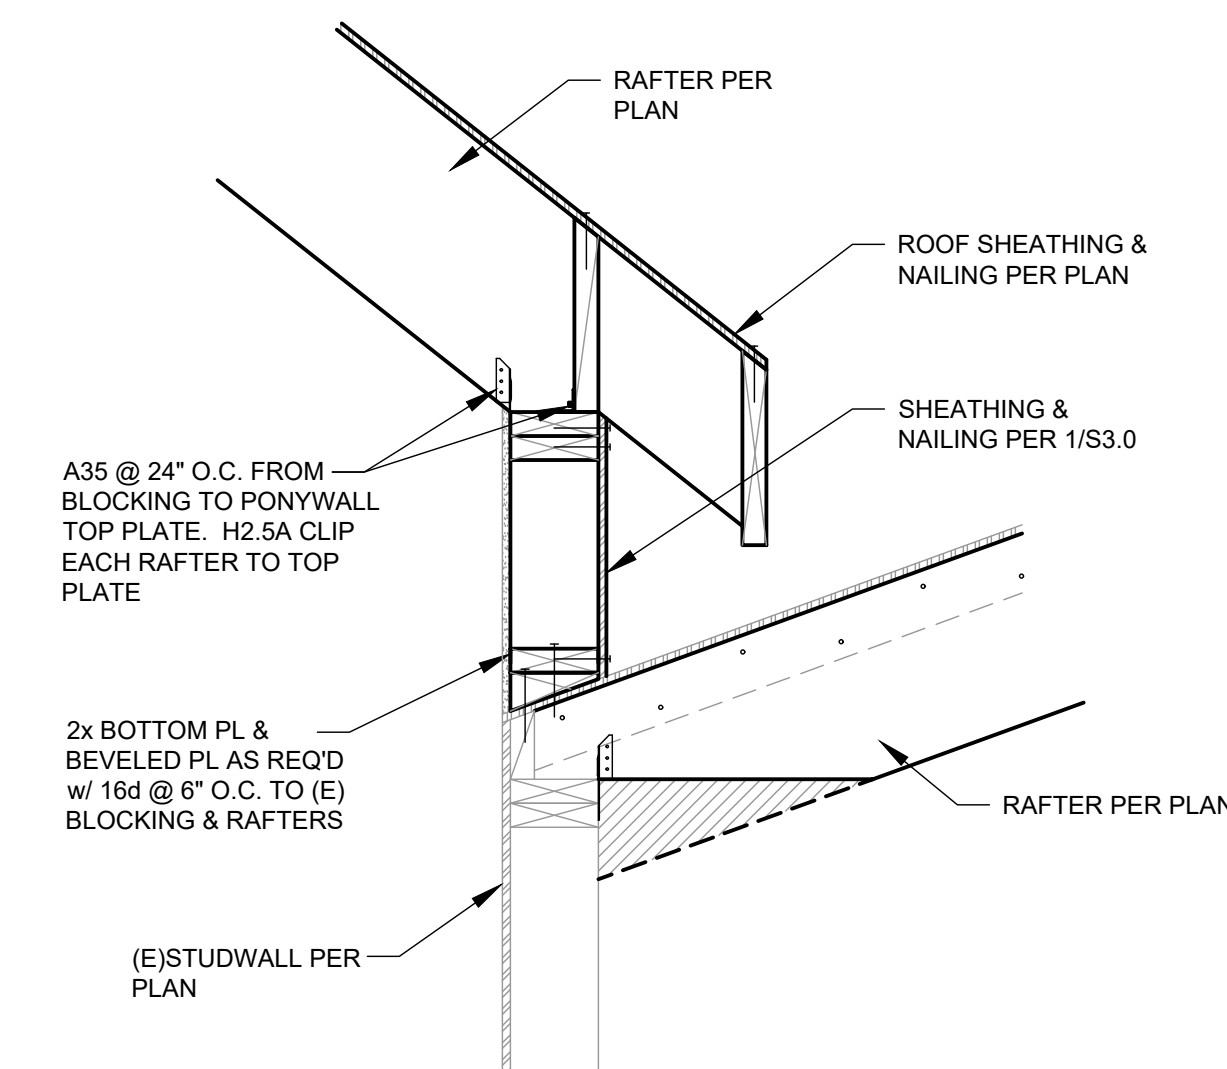 RAFTER PER
PLAN
ROOF SHEATHING &
NAILING PER PLAN
SHEATHING &
NAILING PER 1/S3.0
A35 @ 24" O.C. FROM
BLOCKING TO PONYWALL
TOP PLATE. H2.5A CLIP
EACH RAFTER TO TOP
PLATE
2x BOTTOM PL &
BEVELED PL AS REQ'D
w/ 16d @ 6" O.C. TO (E)
BLOCKING & RAFTERS
RAFTER PER PLAN
(E)STUDWALL PER
PLAN